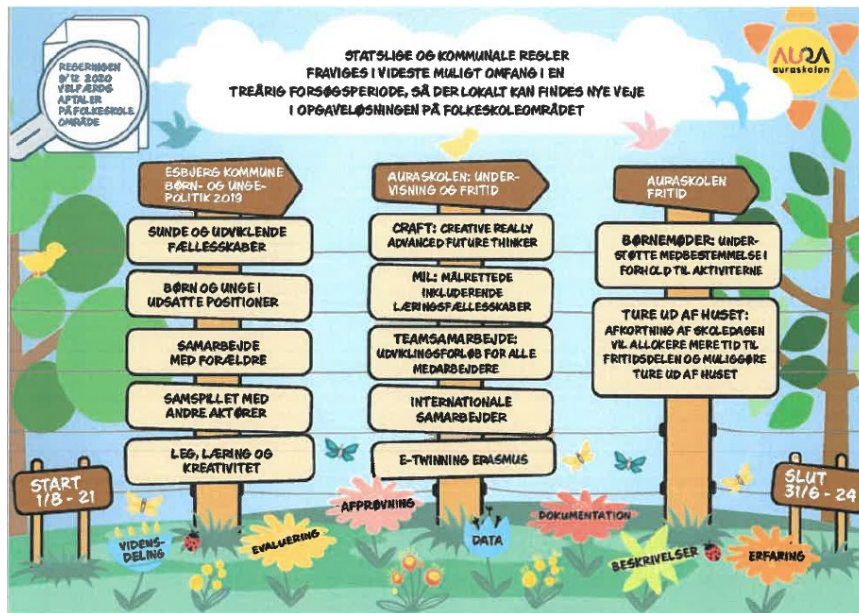 REGERINGEN
9/12 2020
VELFÆRDS
AFTALER
PÅ FOLKESKOLE
OMRÅDE
STATSLIGE OG KOMMUNALE REGLER
FRAVIGES I VIDESTE MULIGT OMFANG I EN
TREÅRIG FORSØGSPERIODE, SÅ DER LOKALT KAN FINDES NYE VEJE
I OPGAVELØSNINGEN PÅ FOLKESKOLEOMRÅDET
AURA
auraskolen
ESBJERG KOMMUNE
BØRN- OG UNGE-
POLITIK 2019
SUNDE OG UDVIKLENDE
FÆLLESSKABER
BØRN OG UNGE I
UDSATTE POSITIONER
SAMARBEJDE
MED FORÆLDRE
SAMSPILLET MED
ANDRE AKTØRER
LEG, LÆRING OG
KREATIVITET
AURASKOLEN: UNDER-
VISNING OG FRITID
CRAFT: CREATIVE REALLY
ADVANCED FUTURE THINKER
MIL: MÅLRETTEDE
INKLUDERENDE
LÆRINGSFÆLLESSKABER
TEAMSAMARBEJDE:
UDVIKLINGSFORLØB FOR ALLE
MEDARBEJDERE
INTERNATIONALE
SAMARBEJDER
E-TWINNING ERASMUS
AURASKOLEN
FRITID
BØRNEMØDER: UNDER-
STØTTE MEDBESTEMMELSE I
FORHOLD TIL AKTIVITERNE
TURE UD AF HUSET:
AFKORTNING AF SKOLEDAGEN
VIL ALLOKERE MERE TID TIL
FRITIDSDELEN OG MULIGGØRE
TURE UD AF HUSET
START
1/8 - 21
SLUT
31/6 - 24
VIDENS-
DELING
EVALUERING
AFPRØVNING
DATA
DOKUMENTATION
BESKRIVELSER
ERFARING